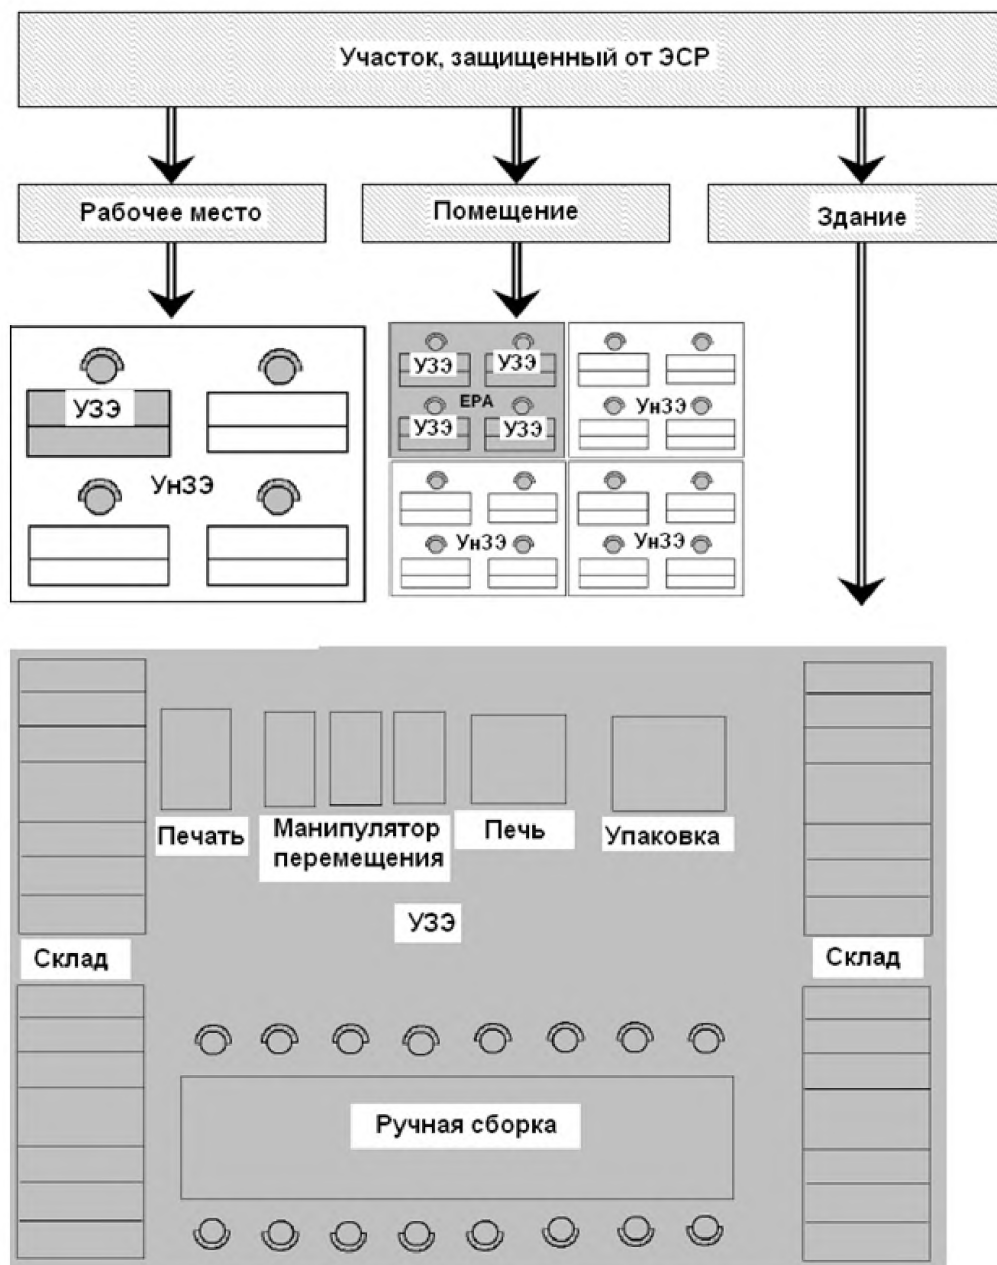 Участок, защищенный от ЭСР
Рабочее место
Помещение
Здание
УЗЭ
УнЗЭ
УЗЭ
УЗЭ
EPA
УЗЭ
УЗЭ
УнЗЭ
УнЗЭ
УнЗЭ
Печать
Манипулятор
перемещения
Печь
Упаковка
УЗЭ
Склад
Склад
Ручная сборка